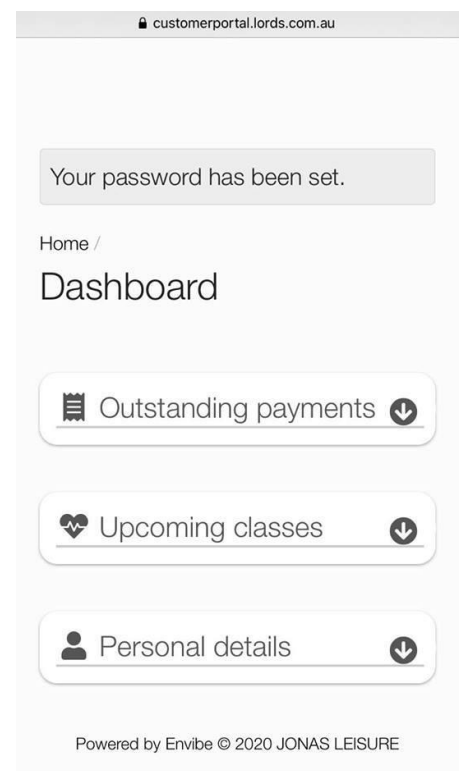 customerportal.lords.com.au
Your password has been set.
Home /
Dashboard
Outstanding payments
Upcoming classes
Personal details
Powered by Envibe © 2020 JONAS LEISURE